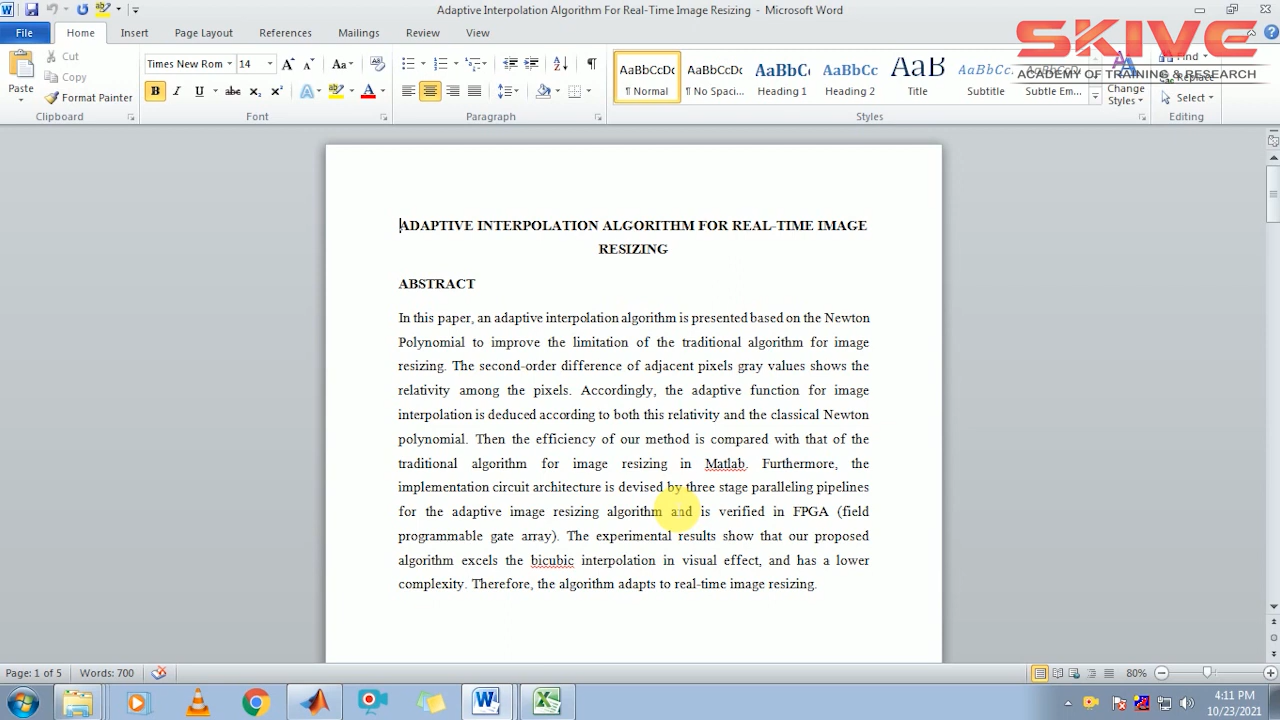 Adaptive Interpolation Algorithm For Real-Time Image Resizing - Microsoft Word
File Home Insert Page Layout References Mailings Review View
SKIVE
ACADEMY OF TRAINING & RESEARCH
Paste
Cut
Copy
Format Painter
Clipboard
Times New Rom 14
Font
Paragraph
AaBbCcDc AaBbCcDc AaBbC AaBbCc AaB AaBbCc. AaBbCcD
¶ Normal ¶ No Spaci... Heading 1 Heading 2 Title Subtitle Subtle Em...
Change
Styles
Styles
Find
Replace
Select
Editing
ADAPTIVE INTERPOLATION ALGORITHM FOR REAL-TIME IMAGE
RESIZING
ABSTRACT
In this paper, an adaptive interpolation algorithm is presented based on the Newton
Polynomial to improve the limitation of the traditional algorithm for image
resizing. The second-order difference of adjacent pixels gray values shows the
relativity among the pixels. Accordingly, the adaptive function for image
interpolation is deduced according to both this relativity and the classical Newton
polynomial. Then the efficiency of our method is compared with that of the
traditional algorithm for image resizing in Matlab. Furthermore, the
implementation circuit architecture is devised by three stage paralleling pipelines
for the adaptive image resizing algorithm and is verified in FPGA (field
programmable gate array). The experimental results show that our proposed
algorithm excels the bicubic interpolation in visual effect, and has a lower
complexity. Therefore, the algorithm adapts to real-time image resizing.
Page: 1 of 5 Words: 700
80%
4:11 PM
10/23/2021